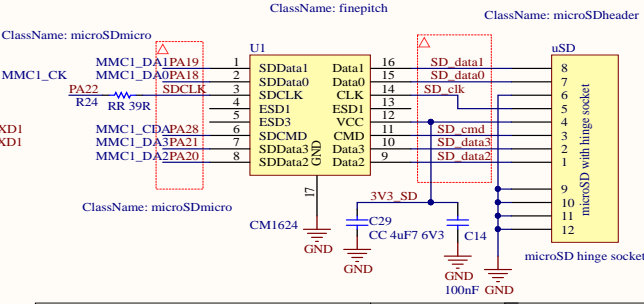 ClassName: finepitch
ClassName: microSDheader
ClassName: microSDmicro
U1
uSD
MMC1_DA1PA19 1 SDData1 Data1 16 SD_data1 8
MMC1_DA0PA18 2 SDData0 Data0 15 SD_data0 7
MMC1_CK PA22 SDCLK 3 SDCLK CLK 14 SD_clk 6
R24 RR 39R 4 ESD1 ESD1 13 5
XD1 5 ESD3 VCC 12 4
MMC1_CDAPA28 6 SDCMD CMD 11 SD_cmd 3
XD1 MMC1_DA3PA21 7 SDData3 Data3 10 SD_data3 2
MMC1_DA2PA20 8 SDData2 Data2 9 SD_data2 1
GND
microSD with hinge socket
17
3V3_SD
9
10
11
12
ClassName: microSDmicro
CM1624
C29
CC 4uF7 6V3
C14
GND
GND
GND
100nF
GND
microSD hinge socket